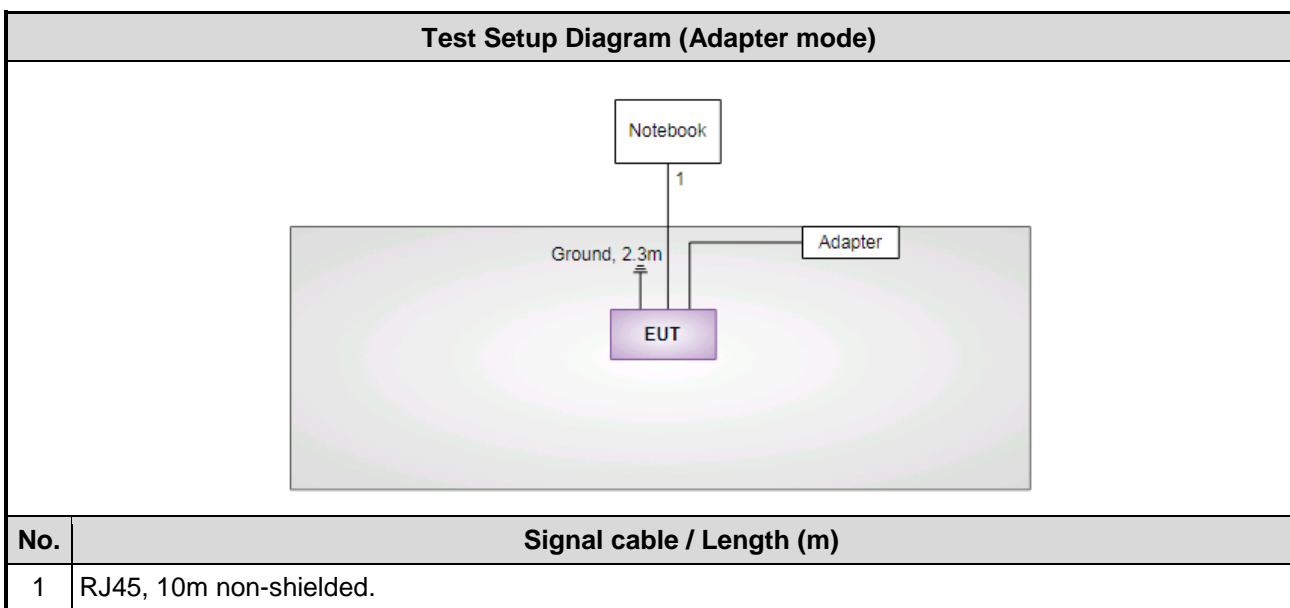 Test Setup Diagram (Adapter mode)
Notebook
1
Adapter
Ground, 2.3m
EUT
No. Signal cable / Length (m)
1 RJ45, 10m non-shielded.